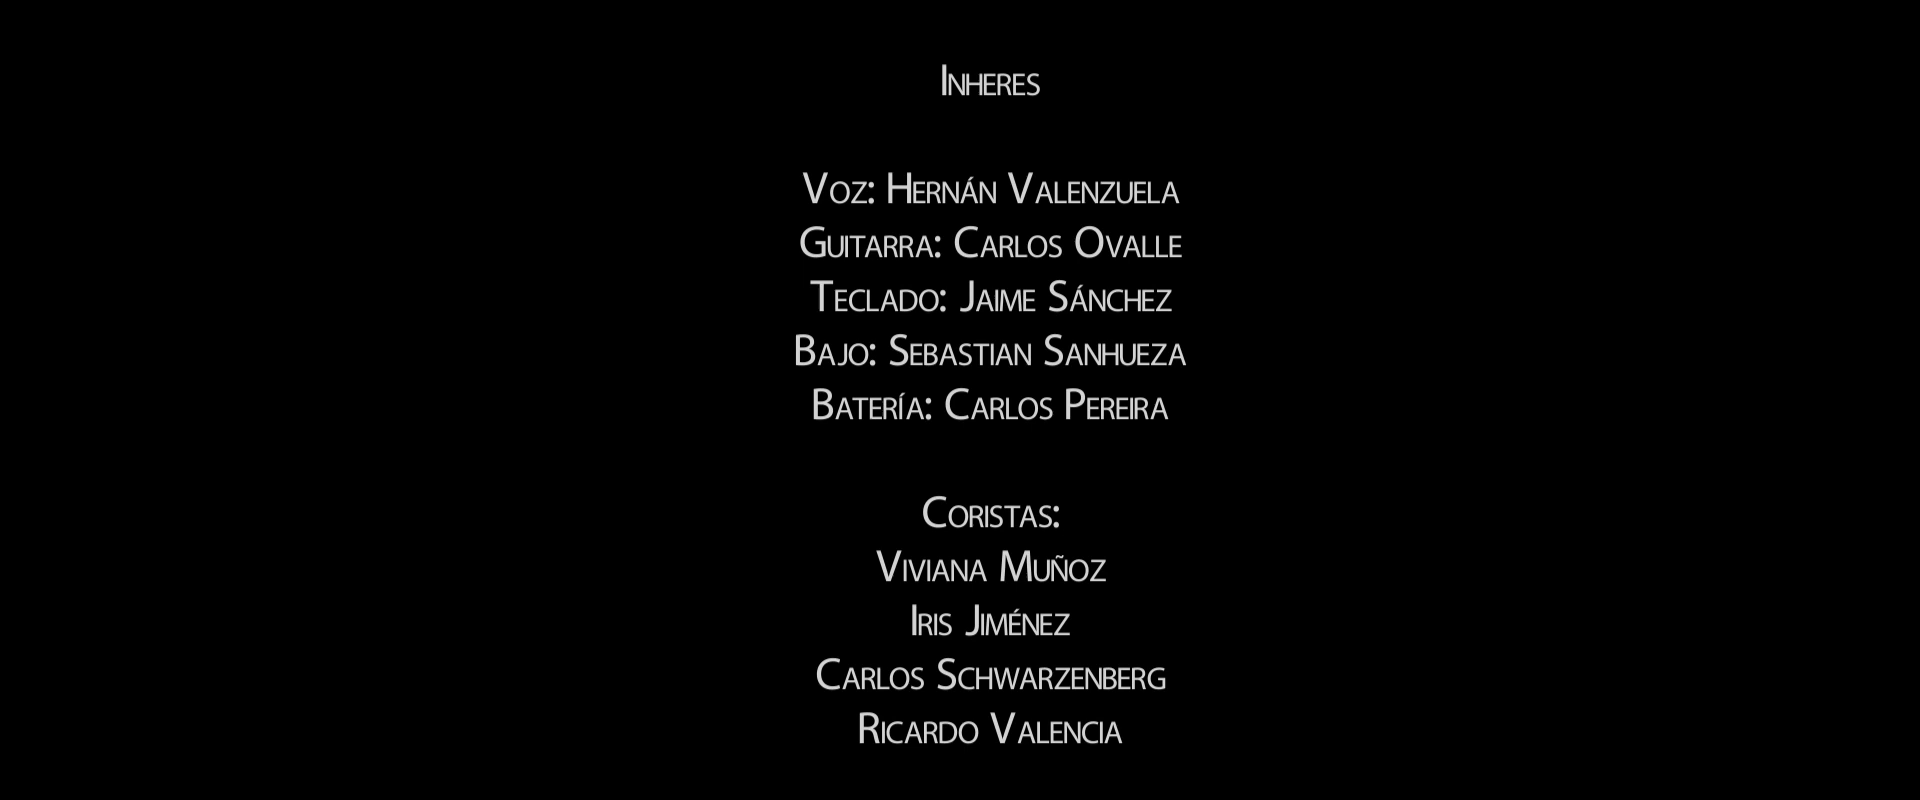 Inheres
Voz: Hernán Valenzuela
Guitarra: Carlos Ovalle
Teclado: Jaime Sánchez
Bajo: Sebastian Sanhueza
Batería: Carlos Pereira
Coristas:
Viviana Muñoz
Iris Jiménez
Carlos Schwarzenberg
Ricardo Valencia